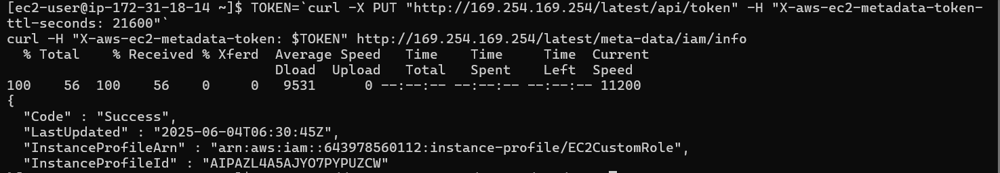 [ec2-user@ip-172-31-18-14 ~]$ TOKEN=`curl -X PUT "http://169.254.169.254/latest/api/token" -H "X-aws-ec2-metadata-token-
ttl-seconds: 21600"`
curl -H "X-aws-ec2-metadata-token: $TOKEN" http://169.254.169.254/latest/meta-data/iam/info
  % Total    % Received % Xferd  Average Speed   Time    Time     Time  Current
                                 Dload  Upload   Total   Spent    Left  Speed
100    56  100    56    0     0   9531      0 --:--:-- --:--:-- --:--:-- 11200
{
  "Code" : "Success",
  "LastUpdated" : "2025-06-04T06:30:45Z",
  "InstanceProfileArn" : "arn:aws:iam::643978560112:instance-profile/EC2CustomRole",
  "InstanceProfileId" : "AIPAZL4A5AJYO7PYPUZCW"